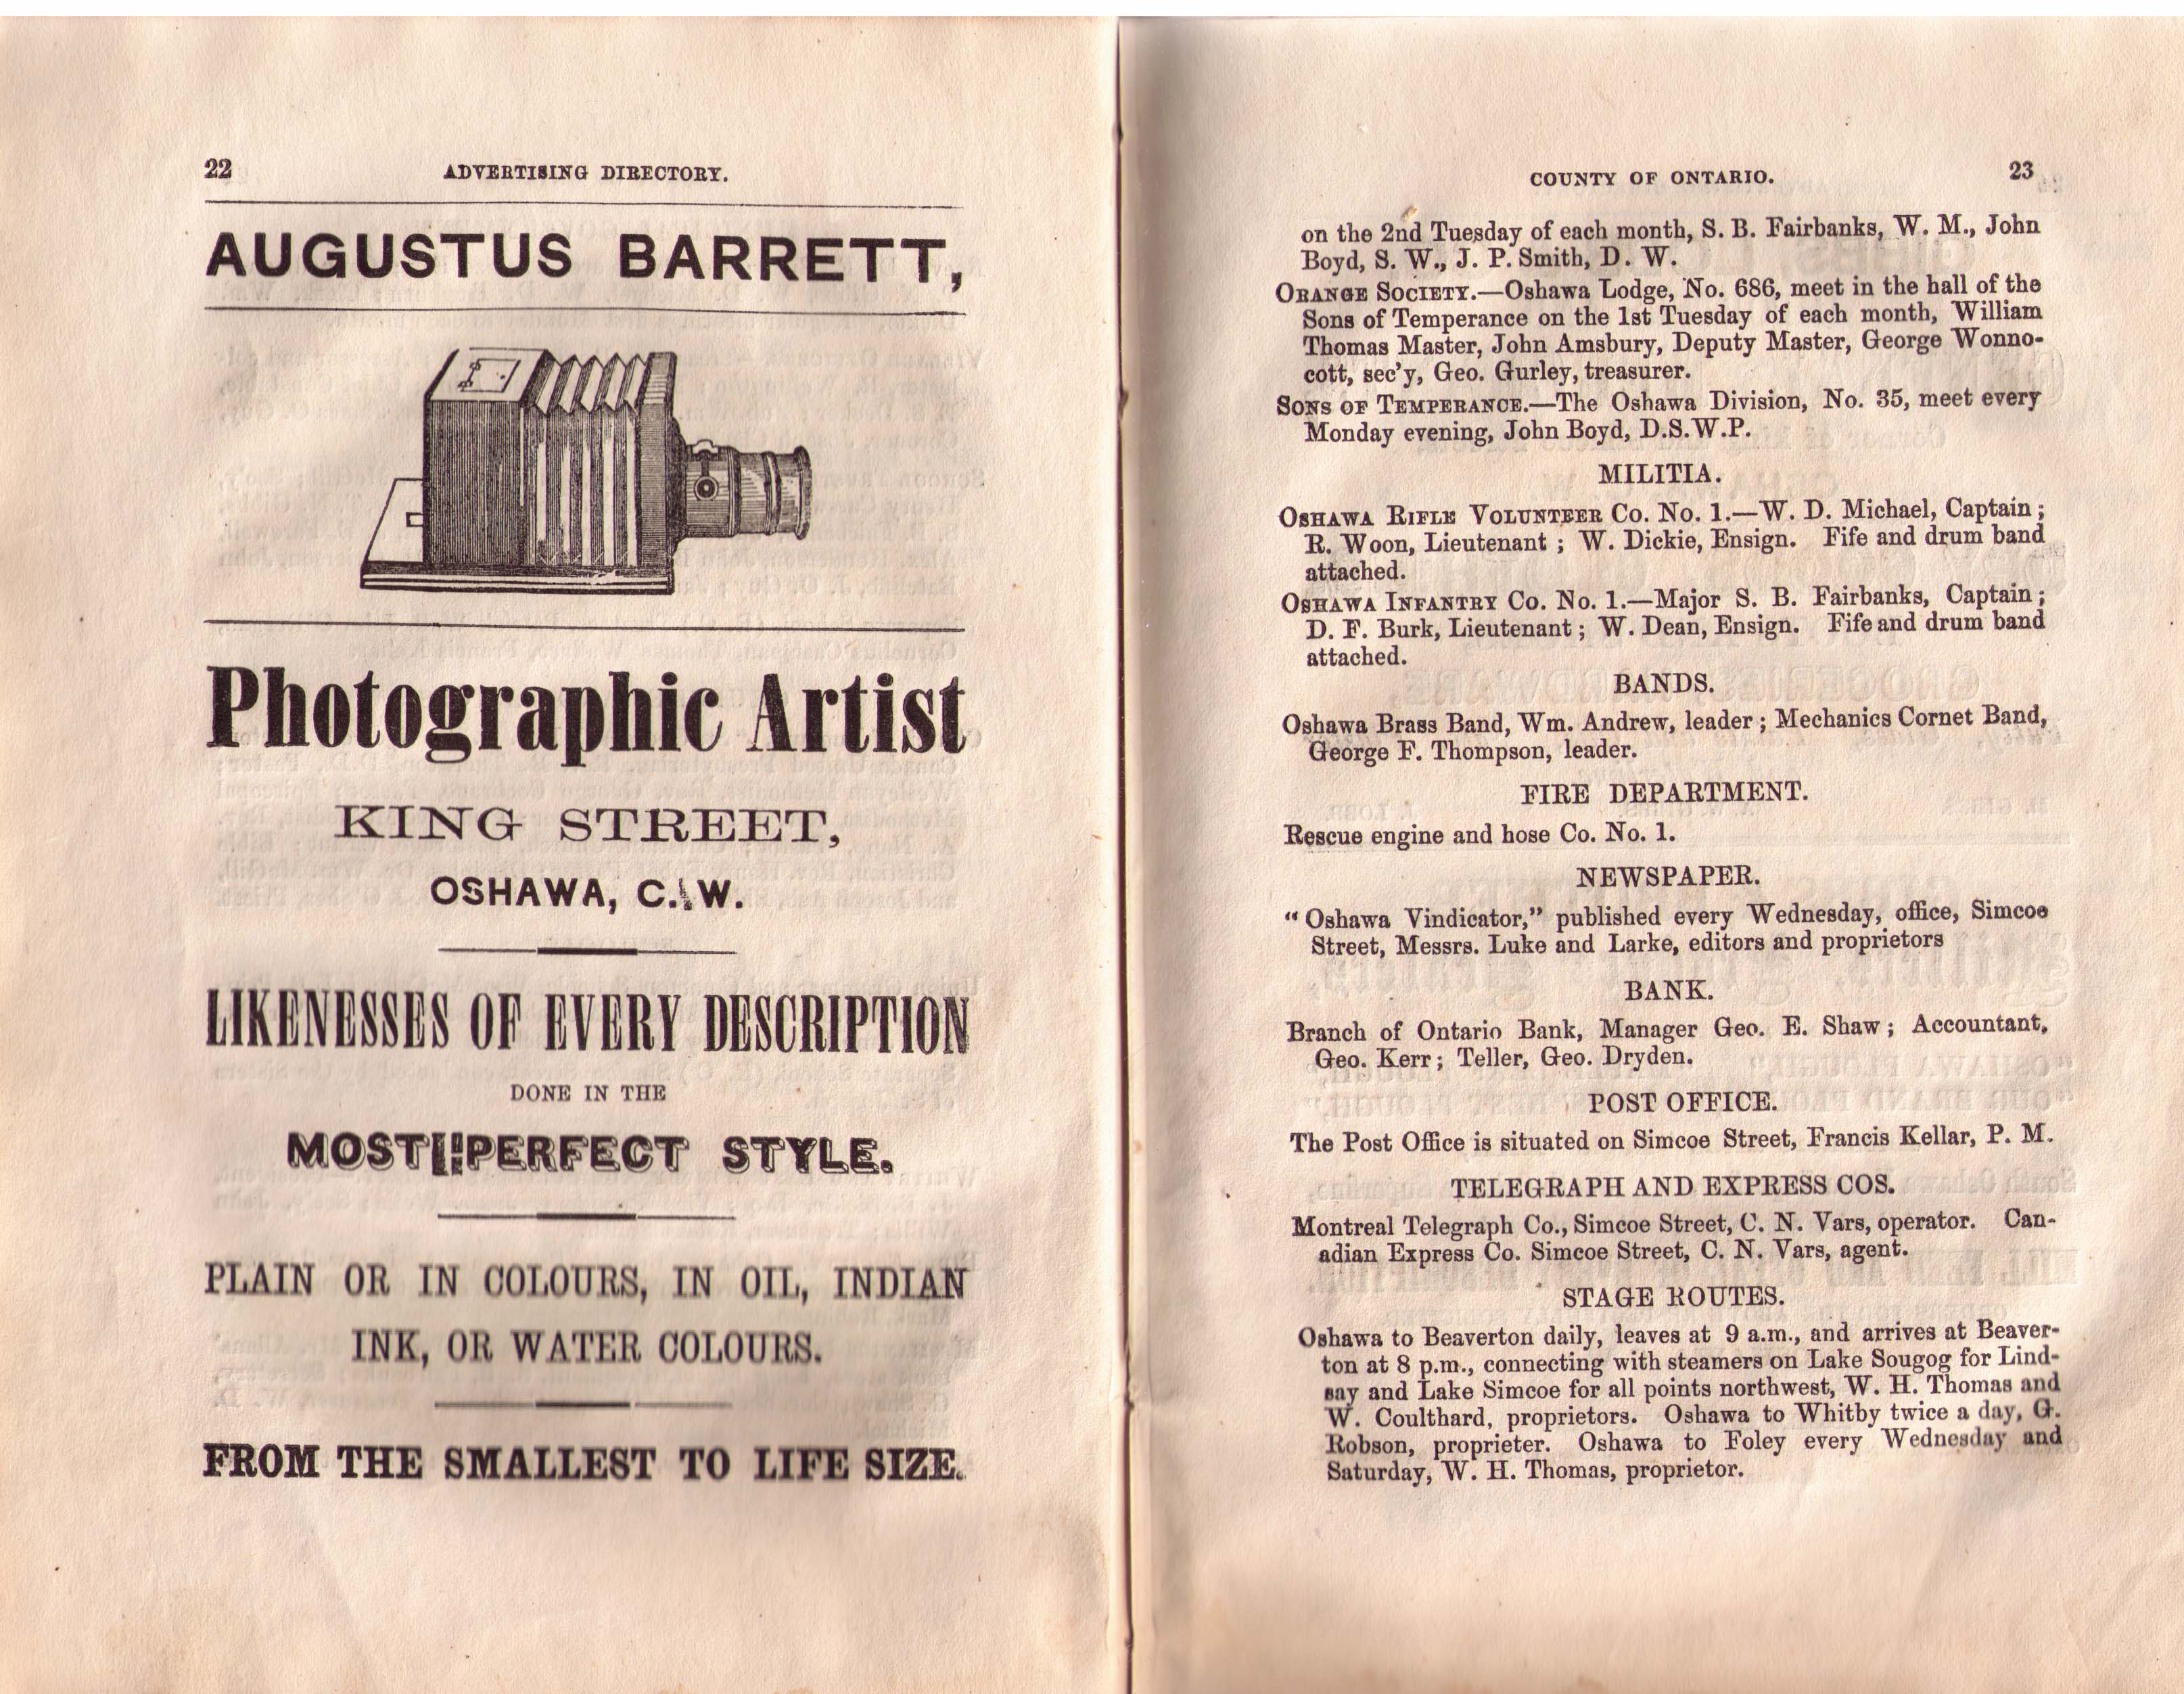 22
ADVERTISING DIRECTORY.
AUGUSTUS BARRETT,
Photographic Artist
KING STREET,
OSHAWA, C. W.
LIKENESSES OF EVERY DESCRIPTION
DONE IN THE
MOST PERFECT STYLE.
PLAIN OR IN COLOURS, IN OIL, INDIAN
INK, OR WATER COLOURS.
FROM THE SMALLEST TO LIFE SIZE.
COUNTY OF ONTARIO.
23
on the 2nd Tuesday of each month, S. B. Fairbanks, W. M., John
Boyd, S. W., J. P. Smith, D. W.
ORANGE SOCIETY.—Oshawa Lodge, No. 686, meet in the hall of the
Sons of Temperance on the 1st Tuesday of each month, William
Thomas Master, John Amsbury, Deputy Master, George Wonno-
cott, sec'y, Geo. Gurley, treasurer.
SONS OF TEMPERANCE.—The Oshawa Division, No. 35, meet every
Monday evening, John Boyd, D.S.W.P.
MILITIA.
OSHAWA RIFLE VOLUNTEER Co. No. 1.—W. D. Michael, Captain;
R. Woon, Lieutenant ; W. Dickie, Ensign. Fife and drum band
attached.
OSHAWA INFANTRY Co. No. 1.—Major S. B. Fairbanks, Captain;
D. F. Burk, Lieutenant ; W. Dean, Ensign. Fife and drum band
attached.
BANDS.
Oshawa Brass Band, Wm. Andrew, leader ; Mechanics Cornet Band,
George F. Thompson, leader.
FIRE DEPARTMENT.
Rescue engine and hose Co. No. 1.
NEWSPAPER.
“ Oshawa Vindicator,” published every Wednesday, office, Simcoe
Street, Messrs. Luke and Larke, editors and proprietors
BANK.
Branch of Ontario Bank, Manager Geo. E. Shaw ; Accountant,
Geo. Kerr ; Teller, Geo. Dryden.
POST OFFICE.
The Post Office is situated on Simcoe Street, Francis Kellar, P. M.
TELEGRAPH AND EXPRESS COS.
Montreal Telegraph Co., Simcoe Street, C. N. Vars, operator. Can-
adian Express Co. Simcoe Street, C. N. Vars, agent.
STAGE ROUTES.
Oshawa to Beaverton daily, leaves at 9 a.m., and arrives at Beaver-
ton at 8 p.m., connecting with steamers on Lake Sougog for Lind-
say and Lake Simcoe for all points northwest, W. H. Thomas and
W. Coulthard, proprietors. Oshawa to Whitby twice a day, G.
Robson, proprieter. Oshawa to Foley every Wednesday and
Saturday, W. H. Thomas, proprietor.